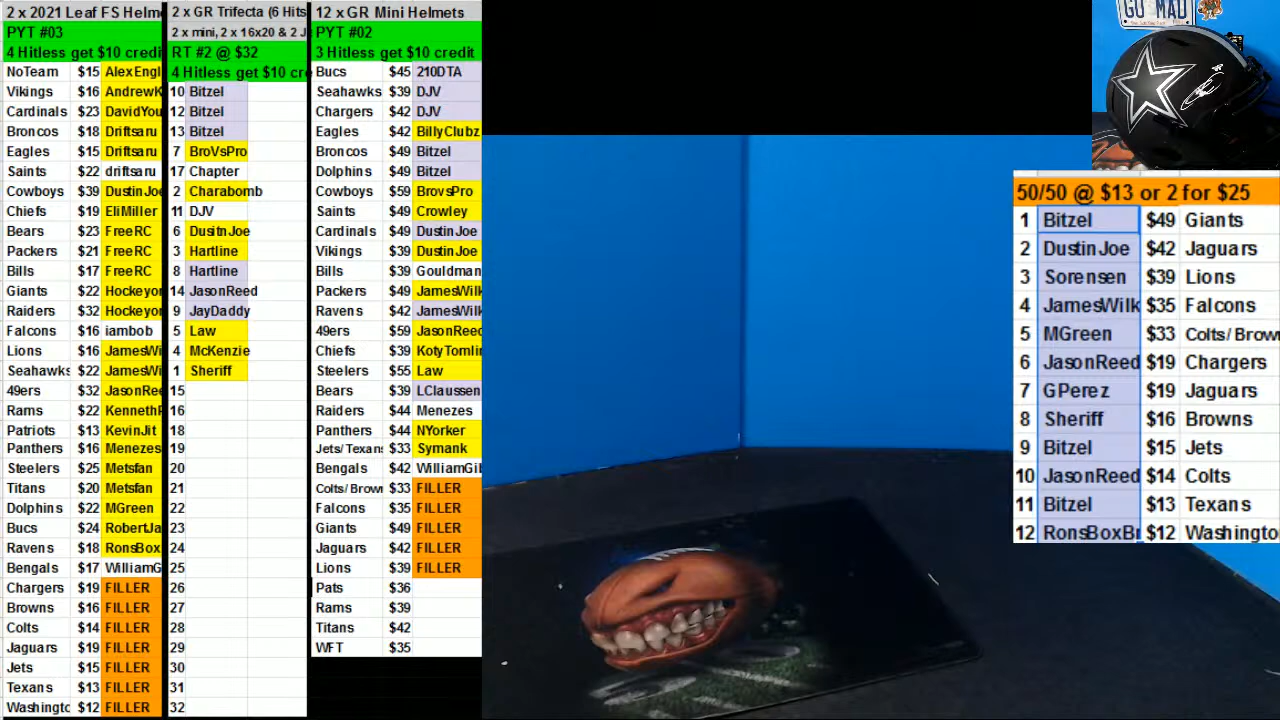 2 x 2021 Leaf FS Helme
PYT #03
4 Hitless get $10 credi
NoTeam $15 AlexEngl
Vikings $16 AndrewK
Cardinals $23 DavidYou
Broncos $18 Driftsaru
Eagles $15 Driftsaru
Saints $22 driftsaru
Cowboys $39 DustinJoe
Chiefs $19 EliMiller
Bears $23 FreeRC
Packers $21 FreeRC
Bills $17 FreeRC
Giants $22 Hockeyor
Raiders $32 Hockeyor
Falcons $16 iambob
Lions $16 JamesWi
Seahawks $22 JamesWi
49ers $32 JasonRee
Rams $22 KennethP
Patriots $13 KevinJit
Panthers $16 Menezes
Steelers $25 Metsfan
Titans $20 Metsfan
Dolphins $22 MGreen
Bucs $24 RobertJa
Ravens $18 RonsBox
Bengals $17 WilliamG
Chargers $19 FILLER
Browns $16 FILLER
Colts $14 FILLER
Jaguars $19 FILLER
Jets $15 FILLER
Texans $13 FILLER
Washingto $12 FILLER
2 x GR Trifecta (6 Hits
2 x mini, 2 x 16x20 & 2 J
RT #2 @ $32
4 Hitless get $10 cre
10 Bitzel
12 Bitzel
13 Bitzel
7 BroVsPro
17 Chapter
2 Charabomb
11 DJV
6 DusitnJoe
3 Hartline
8 Hartline
14 JasonReed
9 JayDaddy
5 Law
4 McKenzie
1 Sheriff
15
16
18
19
20
21
22
23
24
25
26
27
28
29
30
31
32
12 x GR Mini Helmets
PYT #02
3 Hitless get $10 credit
Bucs $45 210DTA
Seahawks $39 DJV
Chargers $42 DJV
Eagles $42 BillyClubz
Broncos $49 Bitzel
Dolphins $49 Bitzel
Cowboys $59 BrovsPro
Saints $49 Crowley
Cardinals $49 DustinJoe
Vikings $39 DustinJoe
Bills $39 Gouldman
Packers $49 JamesWilk
Ravens $42 JamesWilk
49ers $59 JasonReed
Chiefs $39 KotyTomlin
Steelers $55 Law
Bears $39 LClaussen
Raiders $44 Menezes
Panthers $44 NYorker
Jets/Texans $33 Symank
Bengals $42 WilliamGil
Colts/Brown $33 FILLER
Falcons $35 FILLER
Giants $49 FILLER
Jaguars $42 FILLER
Lions $39 FILLER
Pats $36
Rams $39
Titans $42
WFT $35
GO MAD
50/50 @ $13 or 2 for $25
1 Bitzel $49 Giants
2 DustinJoe $42 Jaguars
3 Sorensen $39 Lions
4 JamesWilk $35 Falcons
5 MGreen $33 Colts/Brown
6 JasonReed $19 Chargers
7 GPerez $19 Jaguars
8 Sheriff $16 Browns
9 Bitzel $15 Jets
10 JasonReed $14 Colts
11 Bitzel $13 Texans
12 RonsBoxBr $12 Washingto